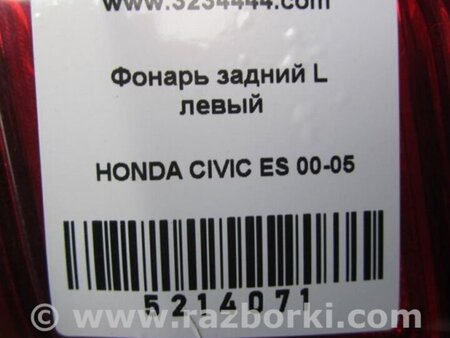 www.3234444.com
Фонарь задний L
левый
HONDA CIVIC ES 00-05
5214071
© www.razborki.com